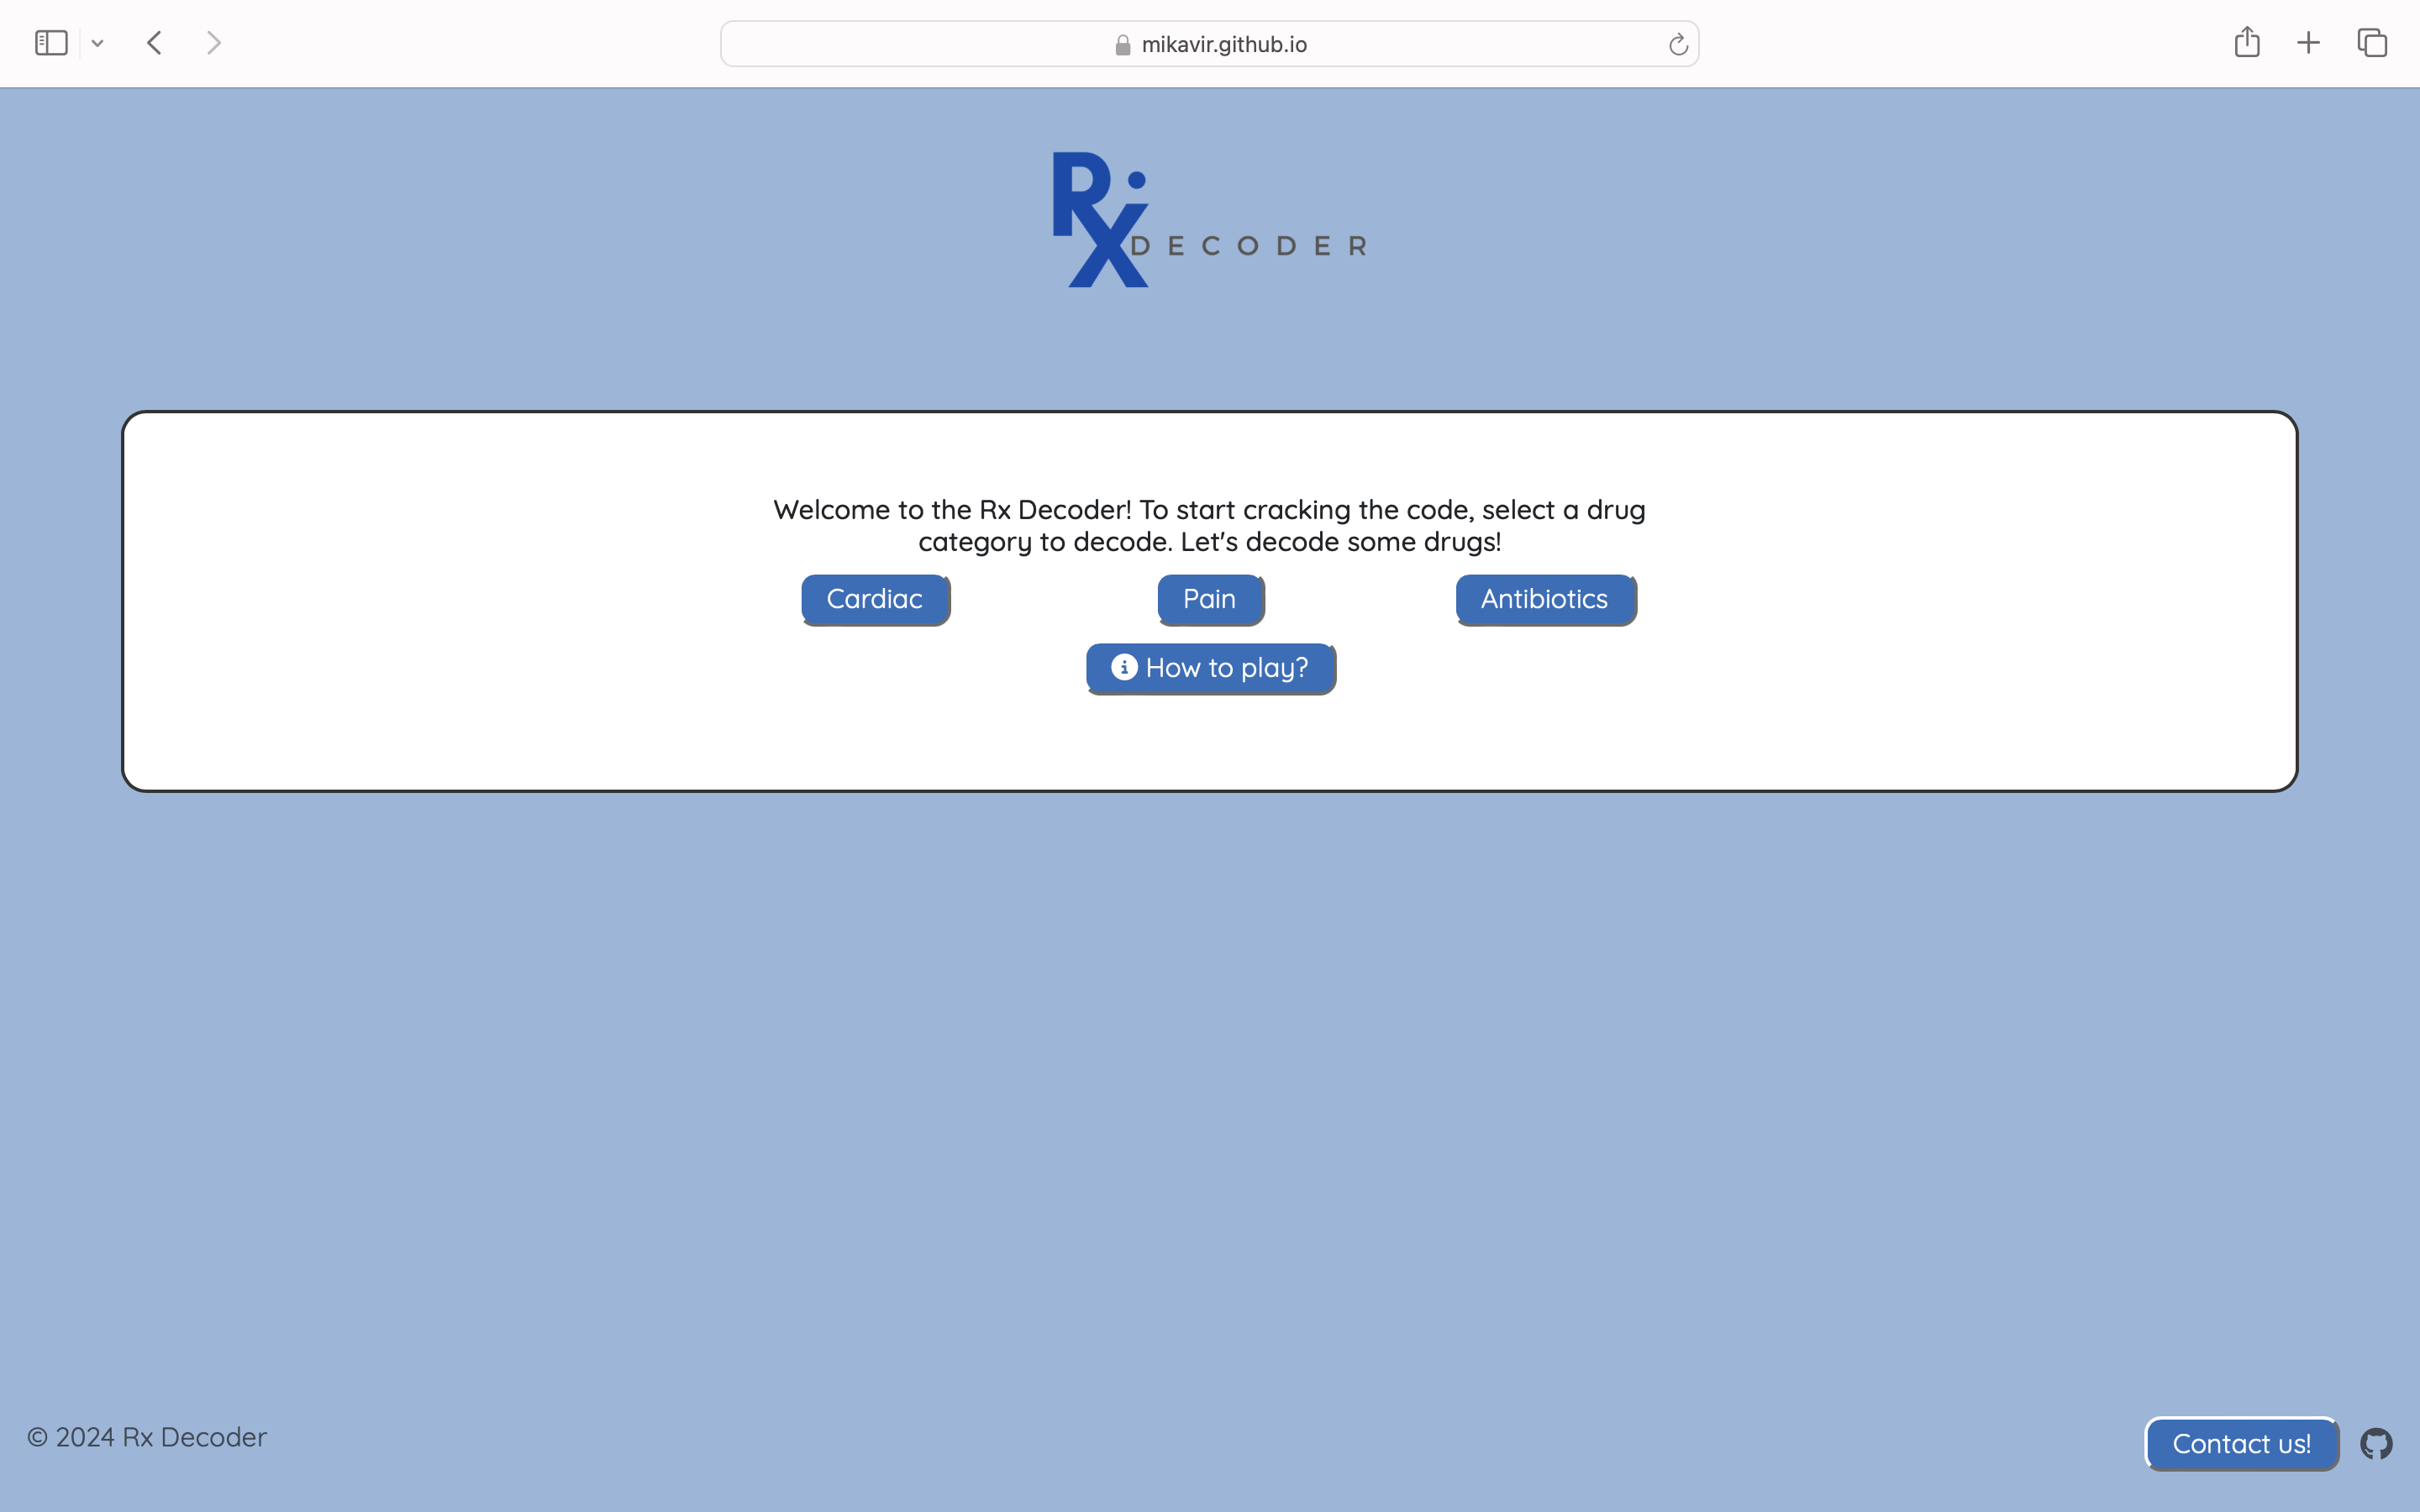 mikavir.github.io
Rx
DECODER
Welcome to the Rx Decoder! To start cracking the code, select a drug
category to decode. Let's decode some drugs!
Cardiac
Pain
Antibiotics
How to play?
© 2024 Rx Decoder
Contact us!